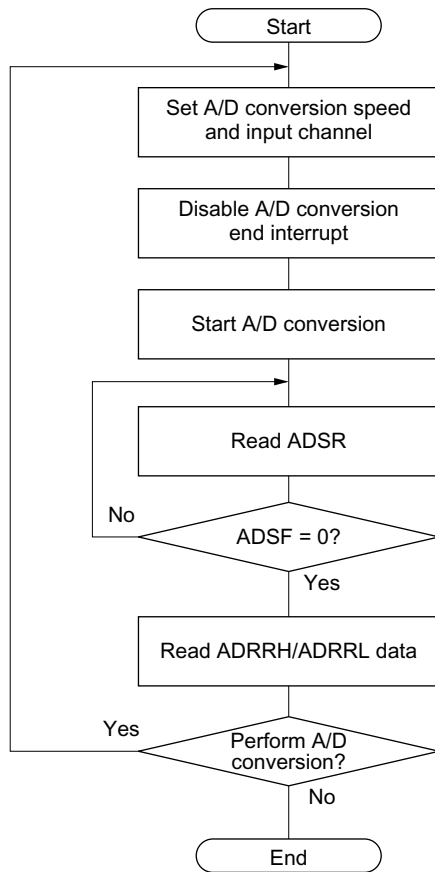 Start
Set A/D conversion speed
and input channel
Disable A/D conversion
end interrupt
Start A/D conversion
Read ADSR
No
ADSF = 0?
Yes
Read ADRRH/ADRRL data
Yes
Perform A/D
conversion?
No
End